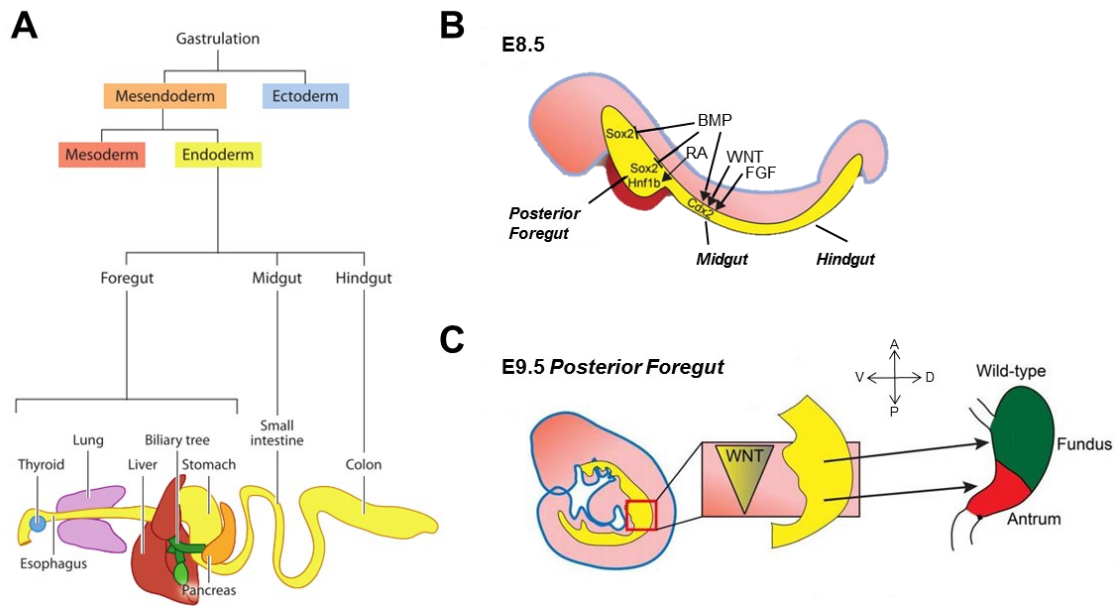 A
Gastrulation
Mesendoderm
Ectoderm
Mesoderm
Endoderm
Foregut
Midgut
Hindgut
Lung
Biliary tree
Small
intestine
Thyroid
Liver
Stomach
Colon
Esophagus
Pancreas
B
E8.5
BMP
Sox2
RA
WNT
FGF
Sox2
Hnf1b
Cdx2
Posterior
Foregut
Midgut
Hindgut
C
E9.5 Posterior Foregut
A
V
D
P
Wild-type
WNT
Fundus
Antrum